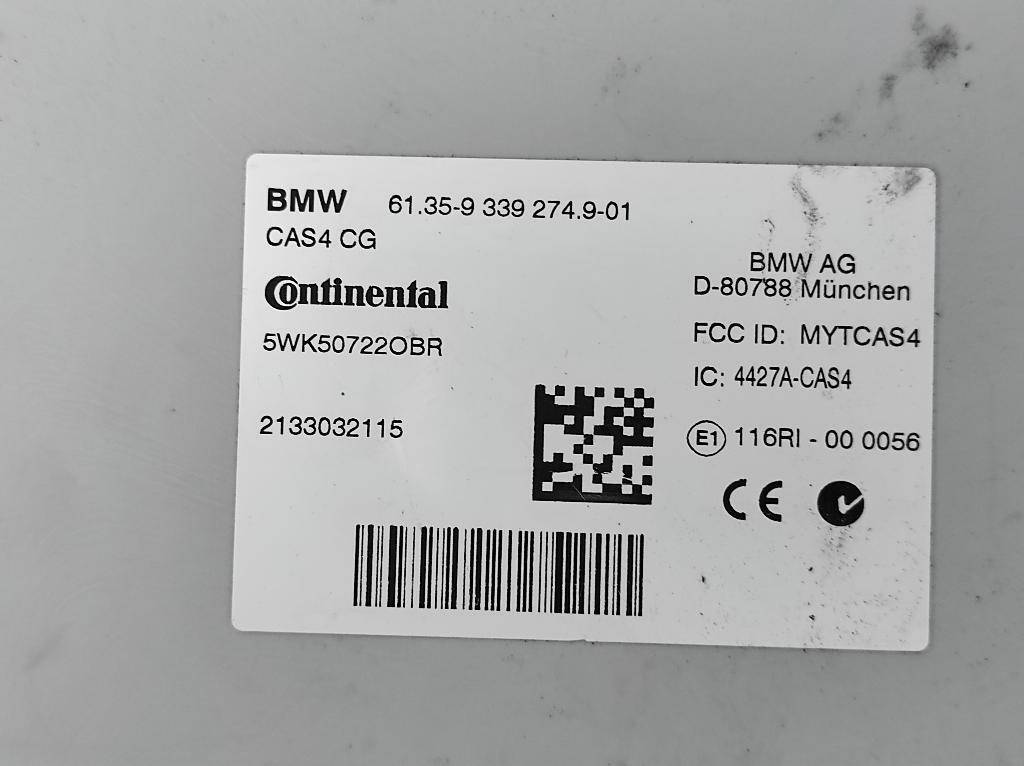 BMW 61.35-9 339 274.9-01
CAS4 CG
Continental
5WK50722OBR
2133032115
BMW AG
D-80788 München
FCC ID: MYTCAS4
IC: 4427A-CAS4
E1 116RI - 00 0056
CE